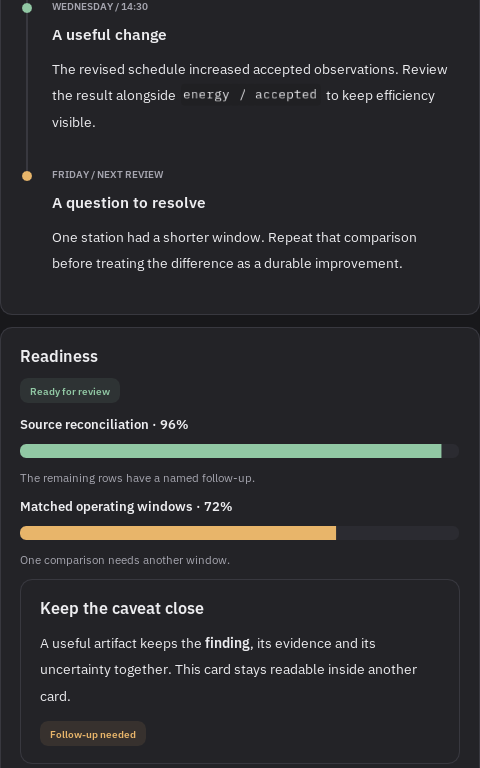 WEDNESDAY / 14:30
A useful change
The revised schedule increased accepted observations. Review
the result alongside energy / accepted to keep efficiency
visible.
FRIDAY / NEXT REVIEW
A question to resolve
One station had a shorter window. Repeat that comparison
before treating the difference as a durable improvement.
Readiness
Ready for review
Source reconciliation · 96%
The remaining rows have a named follow-up.
Matched operating windows · 72%
One comparison needs another window.
Keep the caveat close
A useful artifact keeps the finding, its evidence and its
uncertainty together. This card stays readable inside another
card.
Follow-up needed